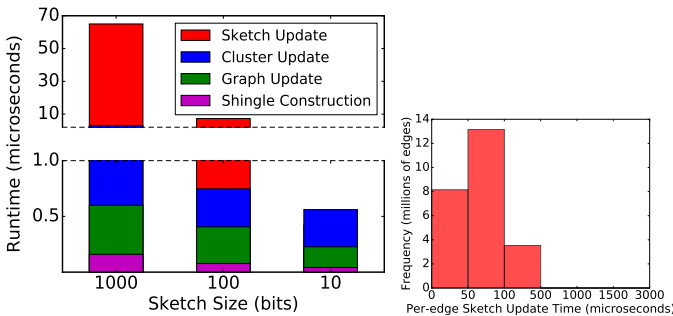 70
50
30
10
1.0
0.5
Runtime (microseconds)
Sketch Update
Cluster Update
Graph Update
Shingle Construction
1000 100 10
Sketch Size (bits)
14
12
10
8
6
4
2
0
Frequency (millions of edges)
0 50 100 500 1000 1500 3000
Per-edge Sketch Update Time (microseconds)